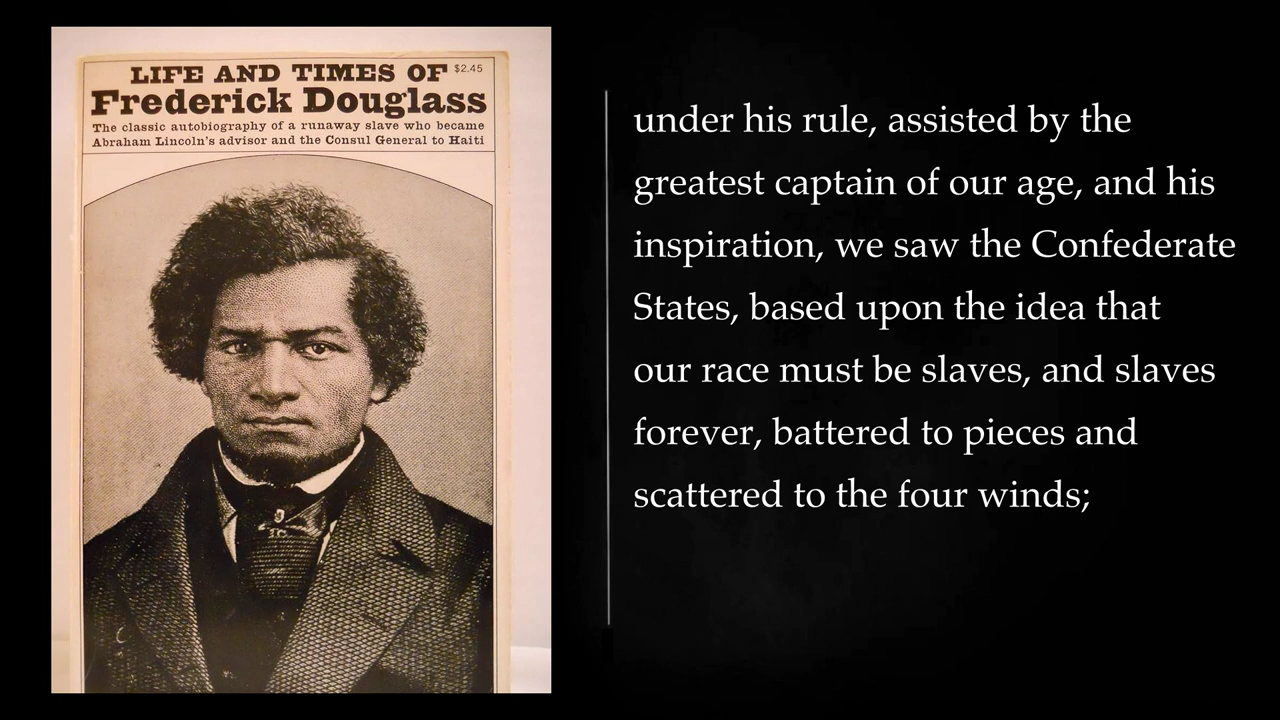 LIFE AND TIMES OF $2.45
Frederick Douglass
The classic autobiography of a runaway slave who became
Abraham Lincoln's advisor and the Consul General to Haiti
under his rule, assisted by the
greatest captain of our age, and his
inspiration, we saw the Confederate
States, based upon the idea that
our race must be slaves, and slaves
forever, battered to pieces and
scattered to the four winds;